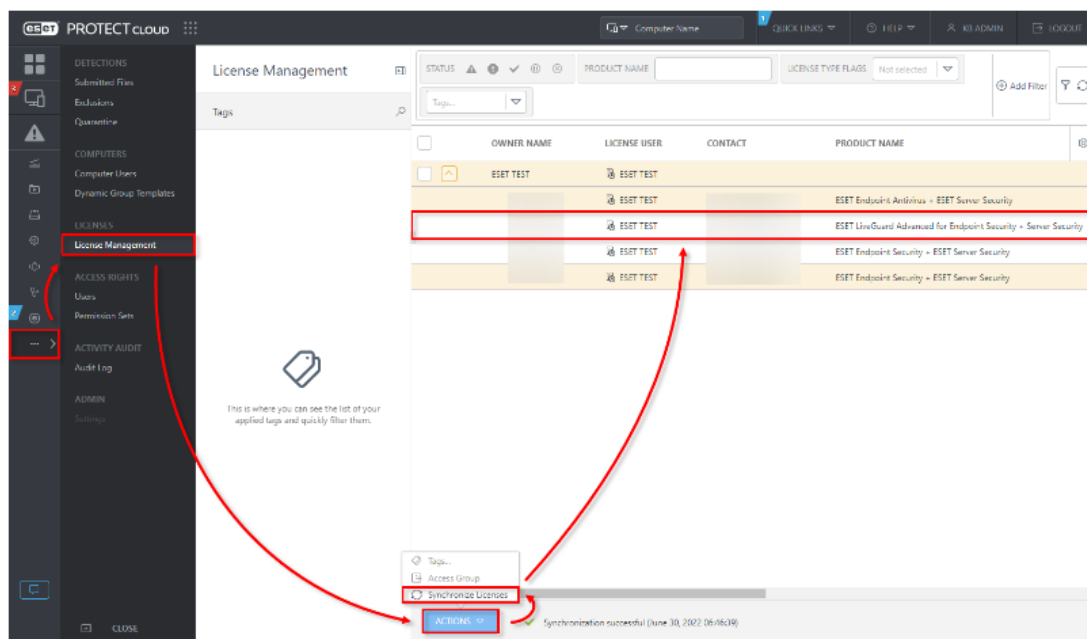 eset PROTECT CLOUD
Computer Name
1
QUICK LINKS
HELP
KB ADMIN
LOGOUT
DETECTIONS
Submitted Files
Exclusions
Quarantine
COMPUTERS
Computer Users
Dynamic Group Templates
LICENSES
License Management
ACCESS RIGHTS
Users
Permission Sets
ACTIVITY AUDIT
Audit Log
ADMIN
Settings
CLOSE
License Management
Tags
This is where you can see the list of your
applied tags and quickly filter them.
STATUS
PRODUCT NAME
LICENSE TYPE FLAGS
Not selected
Add Filter
Tags...
OWNER NAME LICENSE USER CONTACT PRODUCT NAME
ESET TEST ESET TEST
ESET TEST ESET Endpoint Antivirus + ESET Server Security
ESET TEST ESET LiveGuard Advanced for Endpoint Security + Server Security
ESET TEST ESET Endpoint Security + ESET Server Security
ESET TEST ESET Endpoint Security + ESET Server Security
Tags...
Access Group
Synchronize Licenses
ACTIONS
Synchronization successful (June 30, 2022 06:46:39)